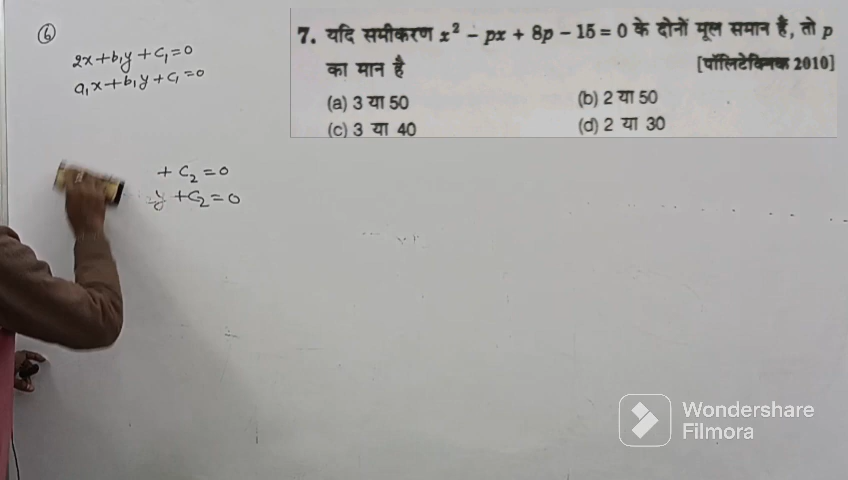 ⑥
2x+b₁y+c₁=0
a₁x+b₁y+c₁=0
+ c₂=0
y +c₂=0
7. यदि समीकरण x² − px + 8p − 15 = 0 के दोनों मूल समान हैं, तो p
का मान है [पॉलिटेक्निक 2010]
(a) 3 या 50 (b) 2 या 50
(c) 3 या 40 (d) 2 या 30
Wondershare
Filmora